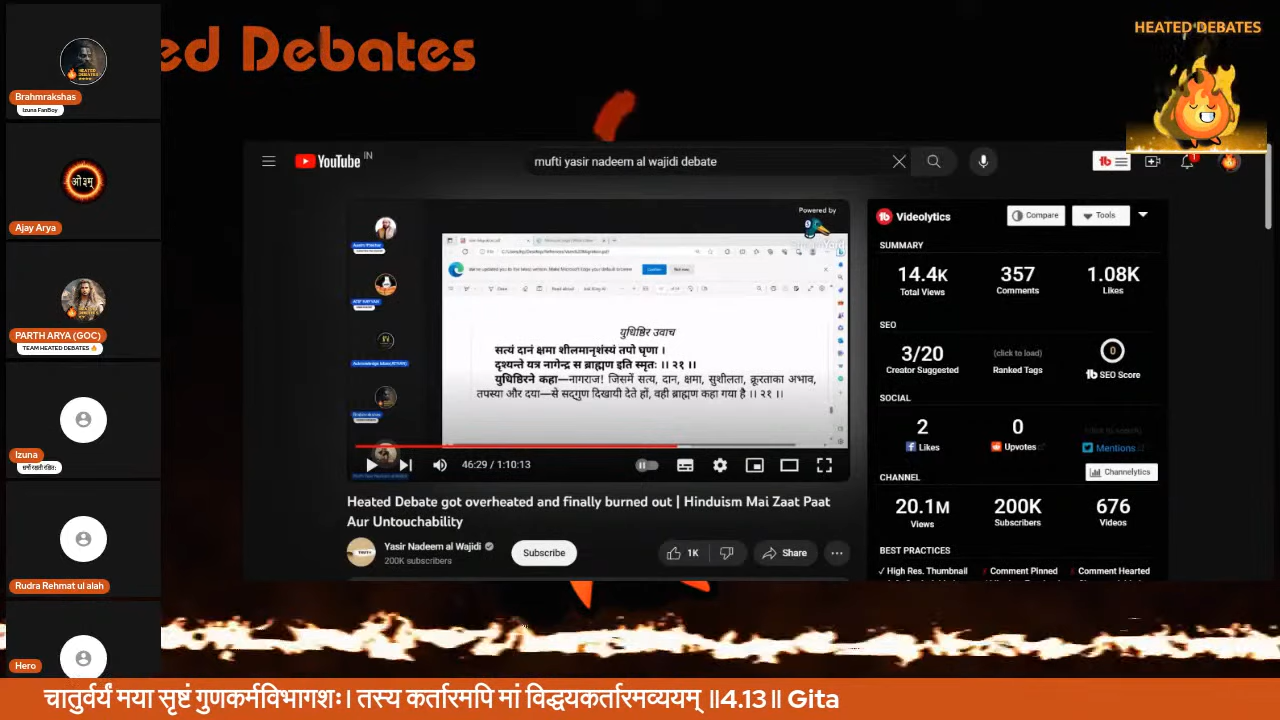 ed Debates
HEATED DEBATES
Brahmrakshas
Izuna FanBoy
ओ३म्
Ajay Arya
PARTH ARYA (GOC)
TEAM HEATED DEBATES 🔥
Izuna
Rudra Rehmat ul alah
Hero
YouTube IN
mufti yasir nadeem al wajidi debate
Powered by
युधिष्ठिर उवाच
सत्यं दानं क्षमा शीलमानृशंस्यं तपो घृणा ।
दृश्यन्ते यत्र नागेन्द्र स ब्राह्मण इति स्मृतः ।। २१ ।।
युधिष्ठिरने कहा—नागराज! जिसमें सत्य, दान, क्षमा, सुशीलता, क्रूरताका अभाव,
तपस्या और दया—ये सद्‌गुण दिखायी देते हों, वही ब्राह्मण कहा गया है ।। २१ ।।
46:29 / 1:10:13
Heated Debate got overheated and finally burned out | Hinduism Mai Zaat Paat
Aur Untouchability
Yasir Nadeem al Wajidi
200K subscribers
Subscribe
1K
Share
Videolytics
Compare
Tools
SUMMARY
14.4K 357 1.08K
Total Views Comments Likes
SEO
3/20 (click to load) 0
Creator Suggested Ranked Tags tb SEO Score
SOCIAL
2 0
Likes Upvotes Mentions
Channelytics
CHANNEL
20.1M 200K 676
Views Subscribers Videos
BEST PRACTICES
✓ High Res. Thumbnail Comment Pinned Comment Hearted
चातुर्वर्यं मया सृष्टं गुणकर्मविभागशः। तस्य कर्तारमपि मां विद्ध्यकर्तारमव्ययम् ॥4.13॥ Gita